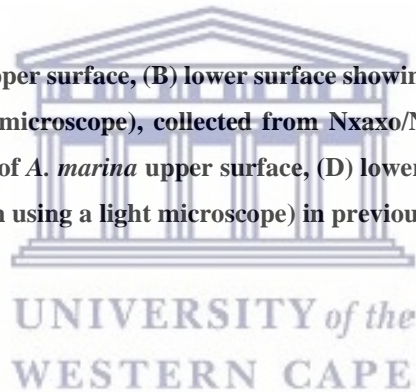 pper surface, (B) lower surface showin
microscope), collected from Nxaxo/N
of A. marina upper surface, (D) lower
n using a light microscope) in previou
UNIVERSITY of the
WESTERN CAPE